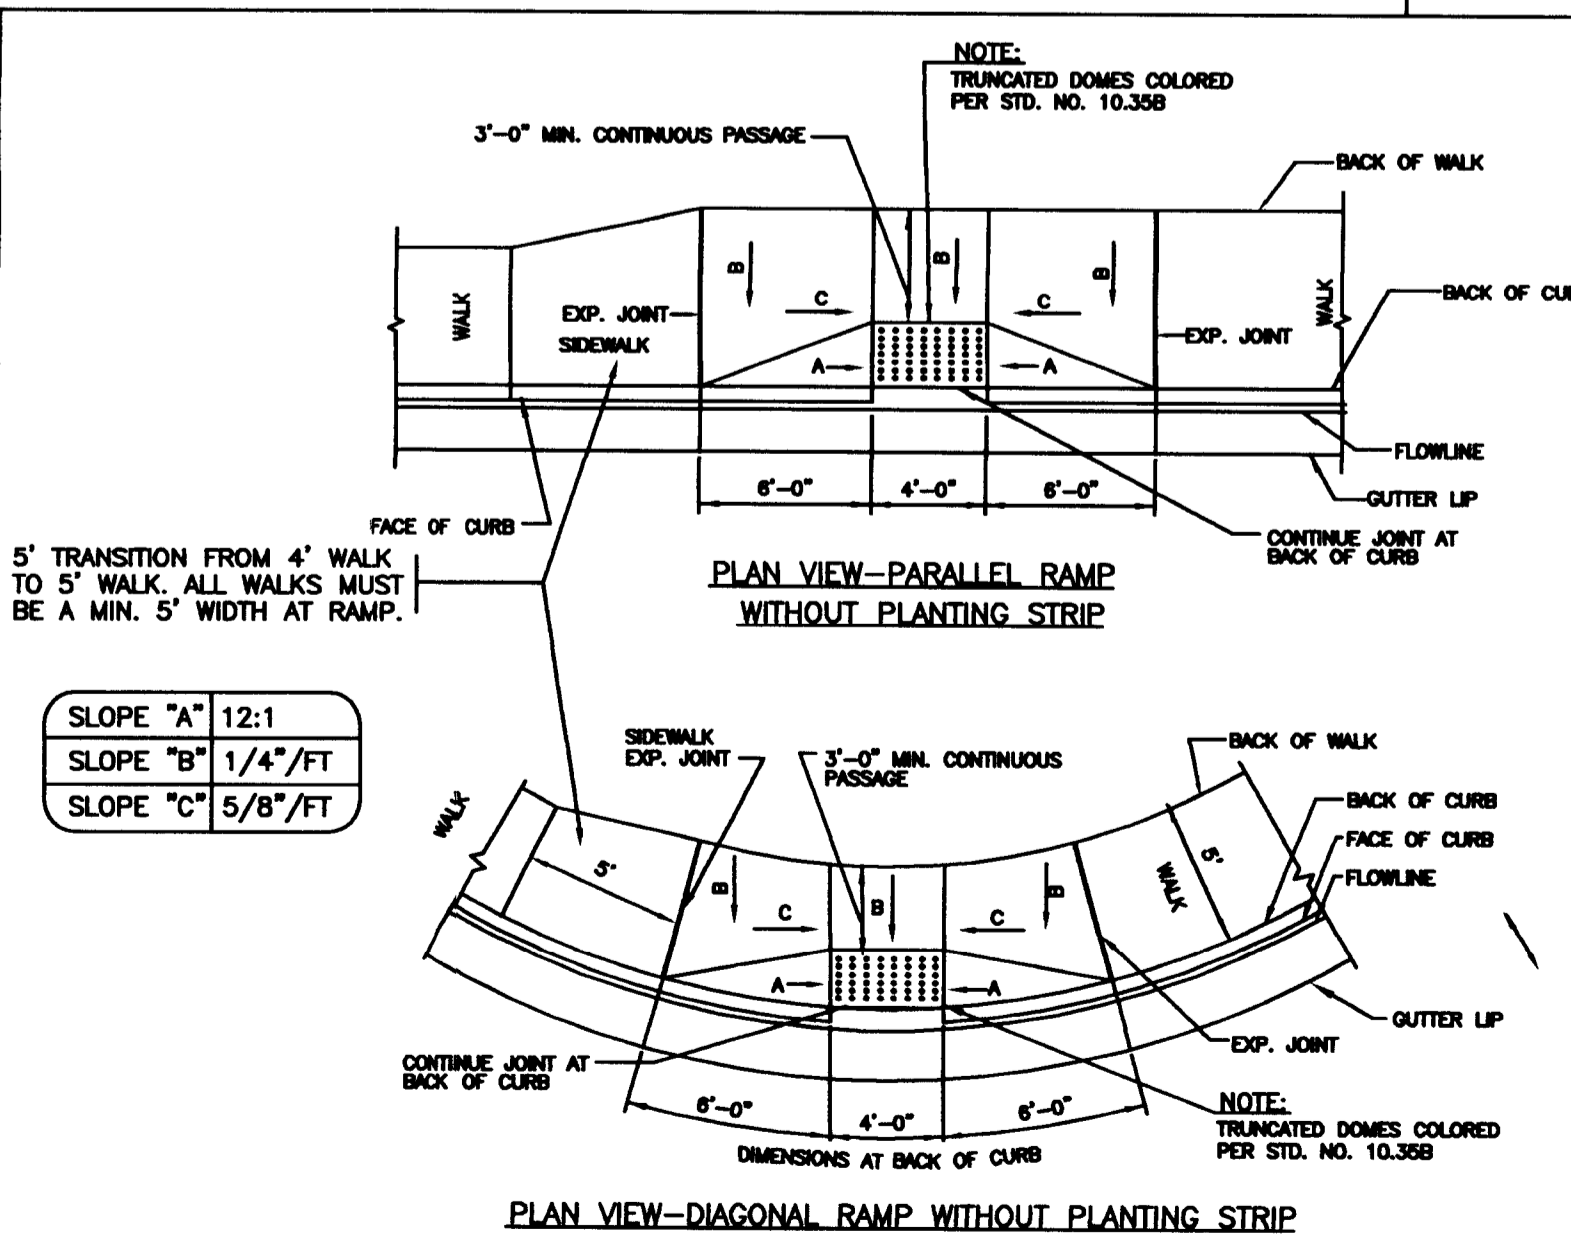 NOTE:
TRUNCATED DOMES COLORED
PER STD. NO. 10.35B
3'-0" MIN. CONTINUOUS PASSAGE
BACK OF WALK
B
B
B
C
C
WALK
EXP. JOINT
SIDEWALK
WALK
BACK OF CU
EXP. JOINT
A
A
FLOWLINE
6'-0"
4'-0"
6'-0"
GUTTER LIP
FACE OF CURB
CONTINUE JOINT AT
BACK OF CURB
5' TRANSITION FROM 4' WALK
TO 5' WALK. ALL WALKS MUST
BE A MIN. 5' WIDTH AT RAMP.
PLAN VIEW-PARALLEL RAMP
WITHOUT PLANTING STRIP
SLOPE "A" 12:1
SLOPE "B" 1/4"/FT
SLOPE "C" 5/8"/FT
SIDEWALK
EXP. JOINT
3'-0" MIN. CONTINUOUS
PASSAGE
BACK OF WALK
BACK OF CURB
FACE OF CURB
FLOWLINE
WALK
5'
5'
WALK
B
B
B
C
C
A
A
GUTTER LIP
EXP. JOINT
CONTINUE JOINT AT
BACK OF CURB
6'-0"
4'-0"
6'-0"
DIMENSIONS AT BACK OF CURB
NOTE:
TRUNCATED DOMES COLORED
PER STD. NO. 10.35B
PLAN VIEW-DIAGONAL RAMP WITHOUT PLANTING STRIP